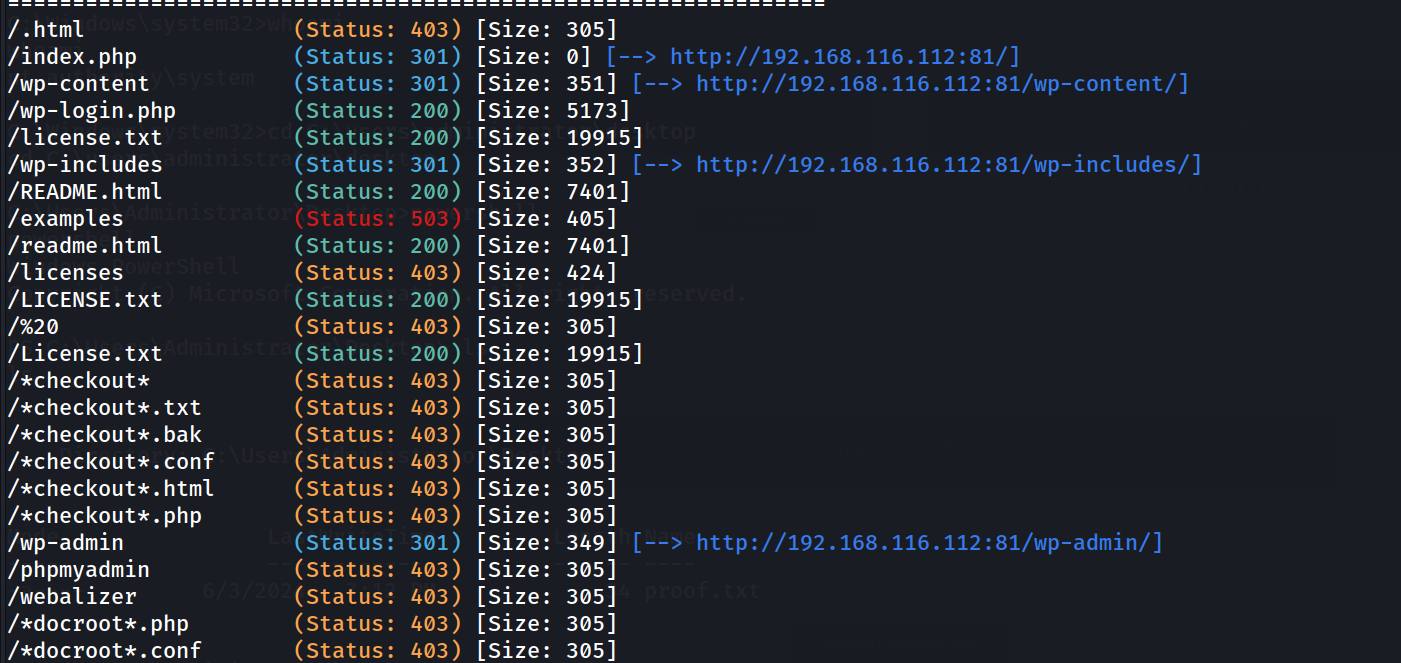 ===============================================================
/.html                (Status: 403) [Size: 305]
/index.php            (Status: 301) [Size: 0] [--> http://192.168.116.112:81/]
/wp-content           (Status: 301) [Size: 351] [--> http://192.168.116.112:81/wp-content/]
/wp-login.php         (Status: 200) [Size: 5173]
/license.txt          (Status: 200) [Size: 19915]
/wp-includes          (Status: 301) [Size: 352] [--> http://192.168.116.112:81/wp-includes/]
/README.html          (Status: 200) [Size: 7401]
/examples             (Status: 503) [Size: 405]
/readme.html          (Status: 200) [Size: 7401]
/licenses             (Status: 403) [Size: 424]
/LICENSE.txt          (Status: 200) [Size: 19915]
/%20                  (Status: 403) [Size: 305]
/License.txt          (Status: 200) [Size: 19915]
/*checkout*           (Status: 403) [Size: 305]
/*checkout*.txt       (Status: 403) [Size: 305]
/*checkout*.bak       (Status: 403) [Size: 305]
/*checkout*.conf      (Status: 403) [Size: 305]
/*checkout*.html      (Status: 403) [Size: 305]
/*checkout*.php       (Status: 403) [Size: 305]
/wp-admin             (Status: 301) [Size: 349] [--> http://192.168.116.112:81/wp-admin/]
/phpmyadmin           (Status: 403) [Size: 305]
/webalizer            (Status: 403) [Size: 305]
proof.txt
/*docroot*.php        (Status: 403) [Size: 305]
/*docroot*.conf       (Status: 403) [Size: 305]